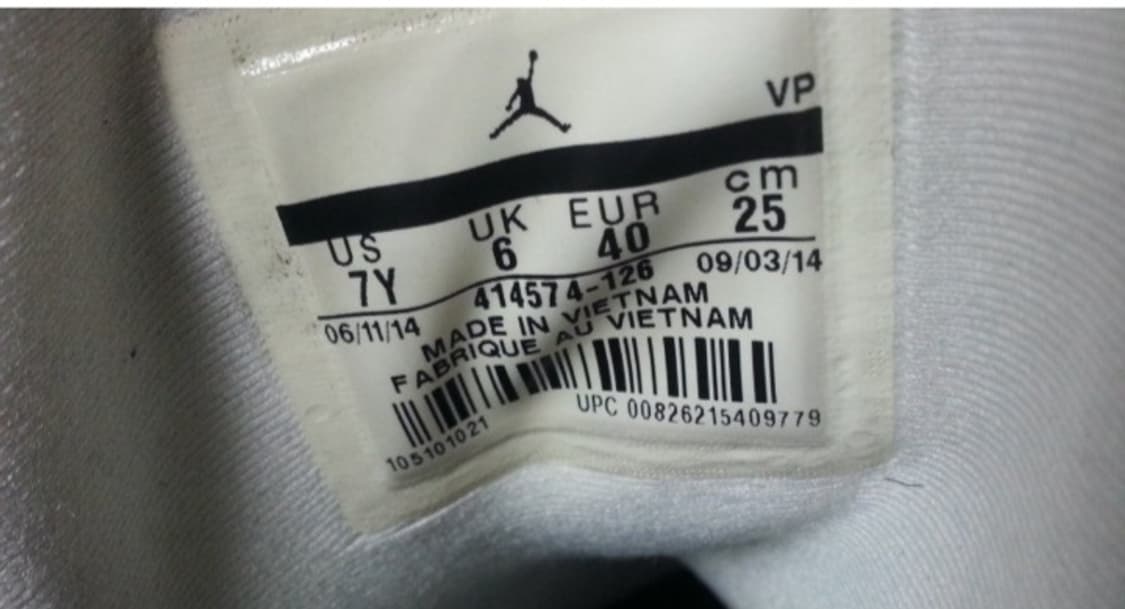 VP
US UK EUR cm
7Y 6 40 25
06/11/14 414574-126 09/03/14
MADE IN VIETNAM
FABRIQUE AU VIETNAM
105101021 UPC 00826215409779